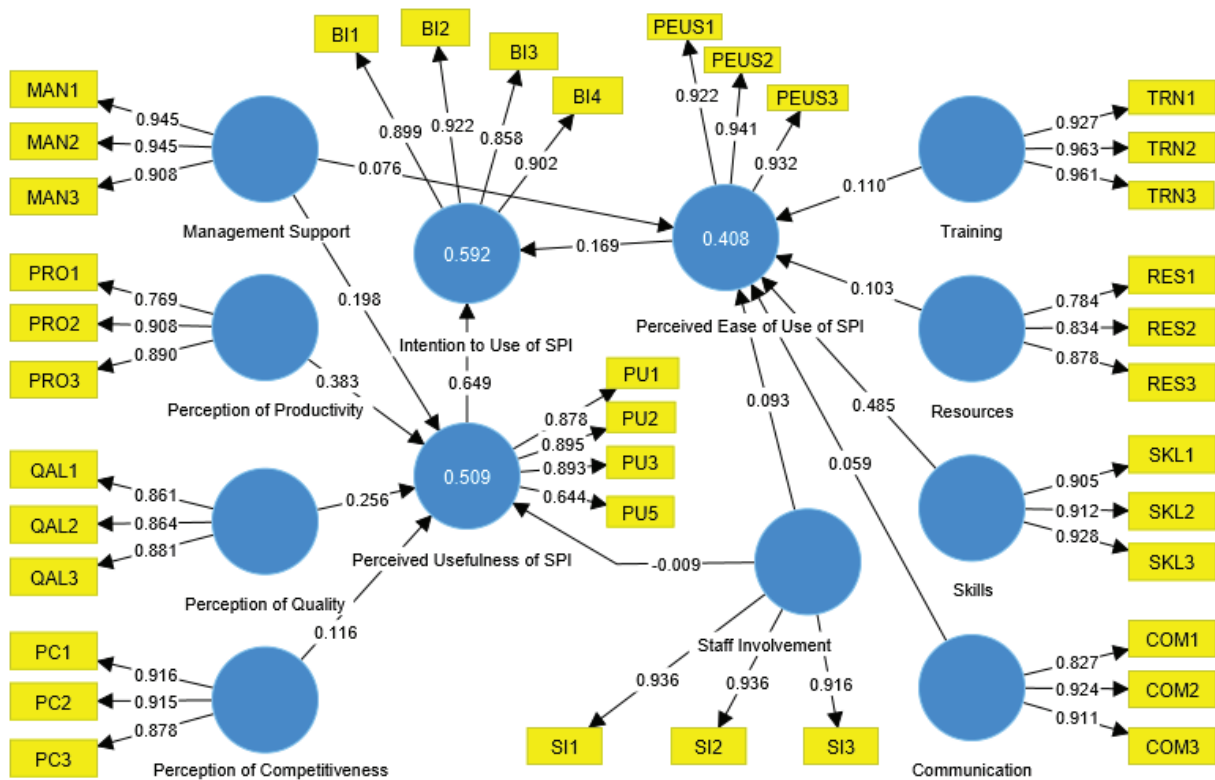 BI1
BI2
BI3
BI4
0.899
0.922
0.858
0.902
PEUS1
PEUS2
PEUS3
0.922
0.941
0.932
MAN1
MAN2
MAN3
0.945
0.945
0.908
Management Support
0.076
0.198
TRN1
TRN2
TRN3
0.927
0.963
0.961
Training
0.110
0.592
Intention to Use of SPI
0.169
0.408
Perceived Ease of Use of SPI
PRO1
PRO2
PRO3
0.769
0.908
0.890
Perception of Productivity
0.383
0.649
RES1
RES2
RES3
0.784
0.834
0.878
Resources
0.103
QAL1
QAL2
QAL3
0.861
0.864
0.881
Perception of Quality
0.256
0.509
Perceived Usefulness of SPI
PU1
PU2
PU3
PU5
0.878
0.895
0.893
0.644
0.093
0.059
0.485
SKL1
SKL2
SKL3
0.905
0.912
0.928
Skills
-0.009
Staff Involvement
0.936
0.936
0.916
SI1
SI2
SI3
PC1
PC2
PC3
0.916
0.915
0.878
Perception of Competitiveness
0.116
COM1
COM2
COM3
0.827
0.924
0.911
Communication